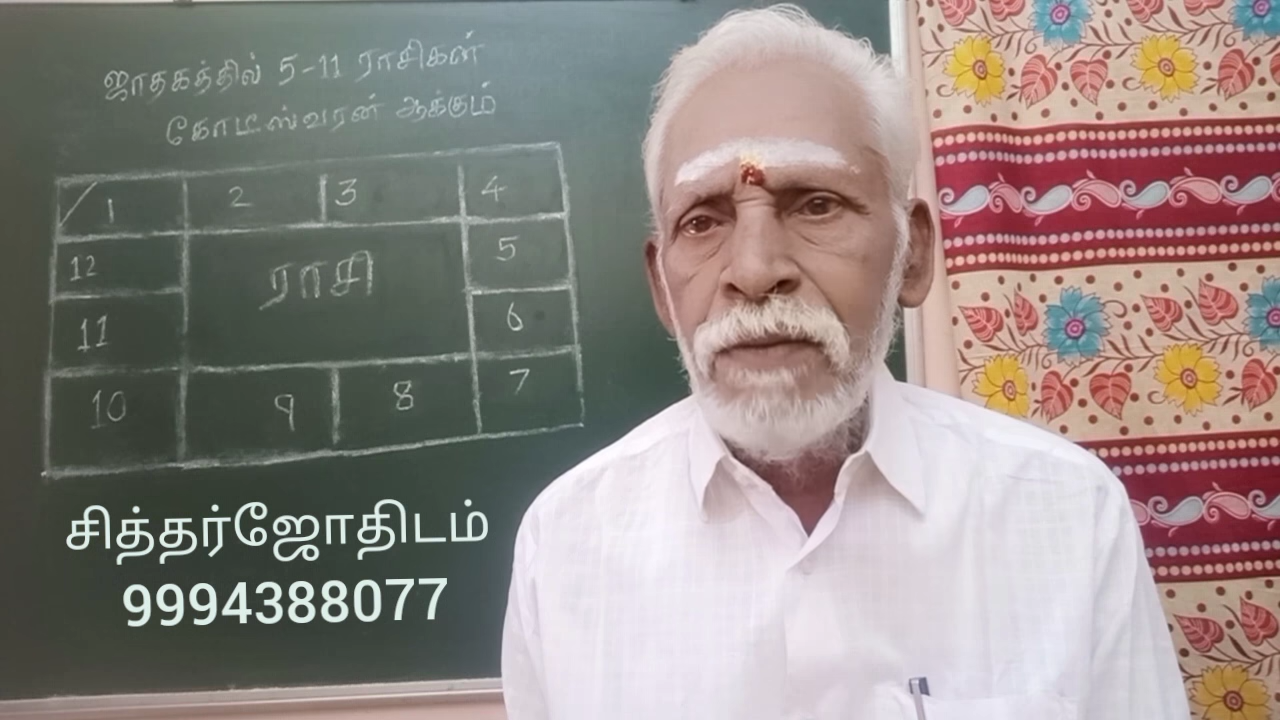 ஜாதகத்தில் 5-11 ராசிகள்
கோடீஸ்வரன் ஆக்கும்
1 2 3 4
12 ராசி 5
11 6
10 9 8 7
சித்தர்ஜோதிடம்
9994388077